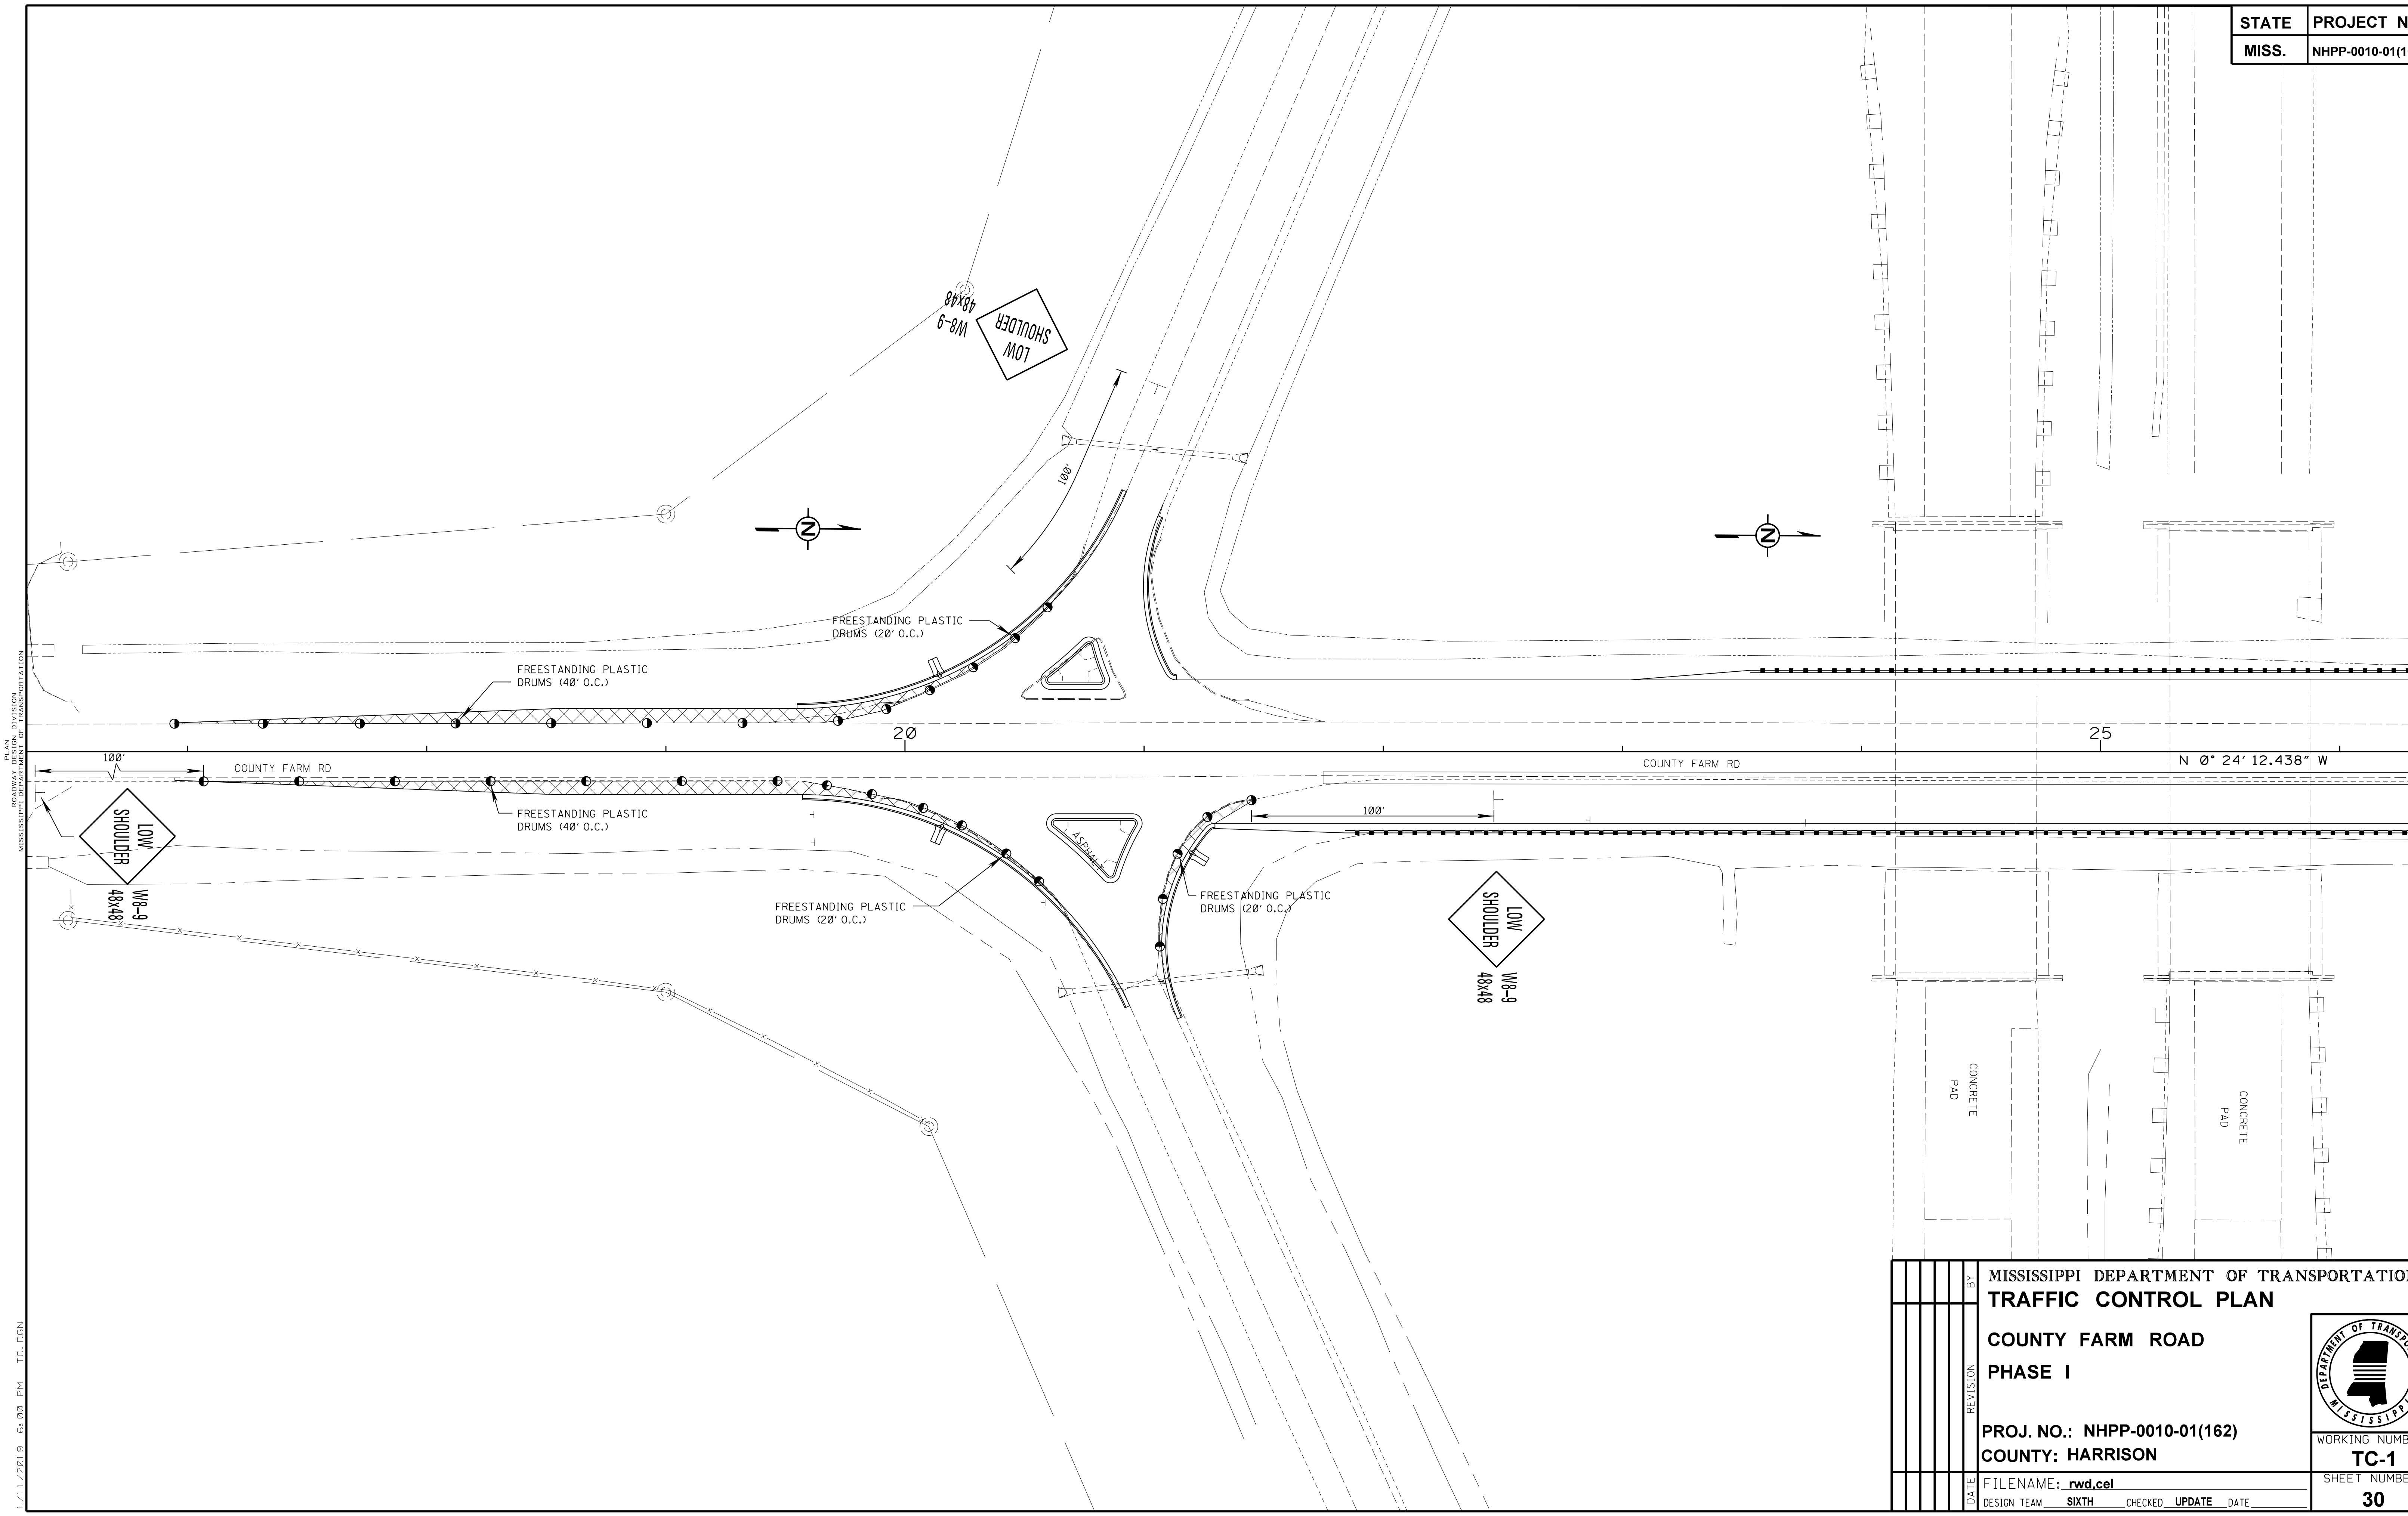 STATE PROJECT N
MISS. NHPP-0010-01(1
W8-9
48x48
LOW
SHOULDER
100'
N
N
FREESTANDING PLASTIC
DRUMS (20' O.C.)
FREESTANDING PLASTIC
DRUMS (40' O.C.)
20
25
100'
COUNTY FARM RD
COUNTY FARM RD
N 0° 24' 12.438" W
LOW
SHOULDER
W8-9
48x48
FREESTANDING PLASTIC
DRUMS (40' O.C.)
ASPHALT
100'
FREESTANDING PLASTIC
DRUMS (20' O.C.)
FREESTANDING PLASTIC
DRUMS (20' O.C.)
LOW
SHOULDER
W8-9
48x48
CONCRETE
PAD
CONCRETE
PAD
MISSISSIPPI DEPARTMENT OF TRANSPORTATION
ROADWAY DESIGN DIVISION
PLAN
1/11/2019 6:00 PM TC.DGN
BY
REVISION
DATE
MISSISSIPPI DEPARTMENT OF TRANSPORTATIO
TRAFFIC CONTROL PLAN
COUNTY FARM ROAD
PHASE I
PROJ. NO.: NHPP-0010-01(162)
COUNTY: HARRISON
FILENAME: rwd.cel
DESIGN TEAM SIXTH CHECKED UPDATE DATE
DEPARTMENT OF TRANSPO
MISSISSIPPI
WORKING NUMB
TC-1
SHEET NUMBE
30